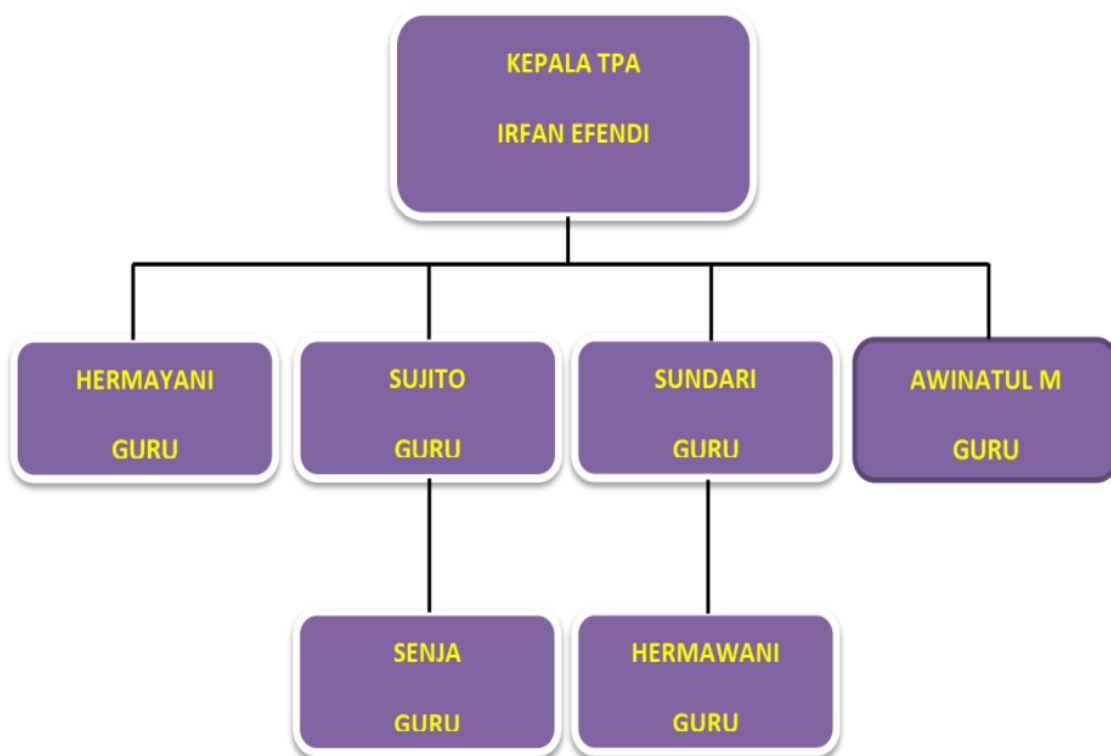 KEPALA TPA
IRFAN EFENDI
HERMAYANI
GURU
SUJITO
GURU
SUNDARI
GURU
AWINATUL M
GURU
SENJA
GURU
HERMAWANI
GURU